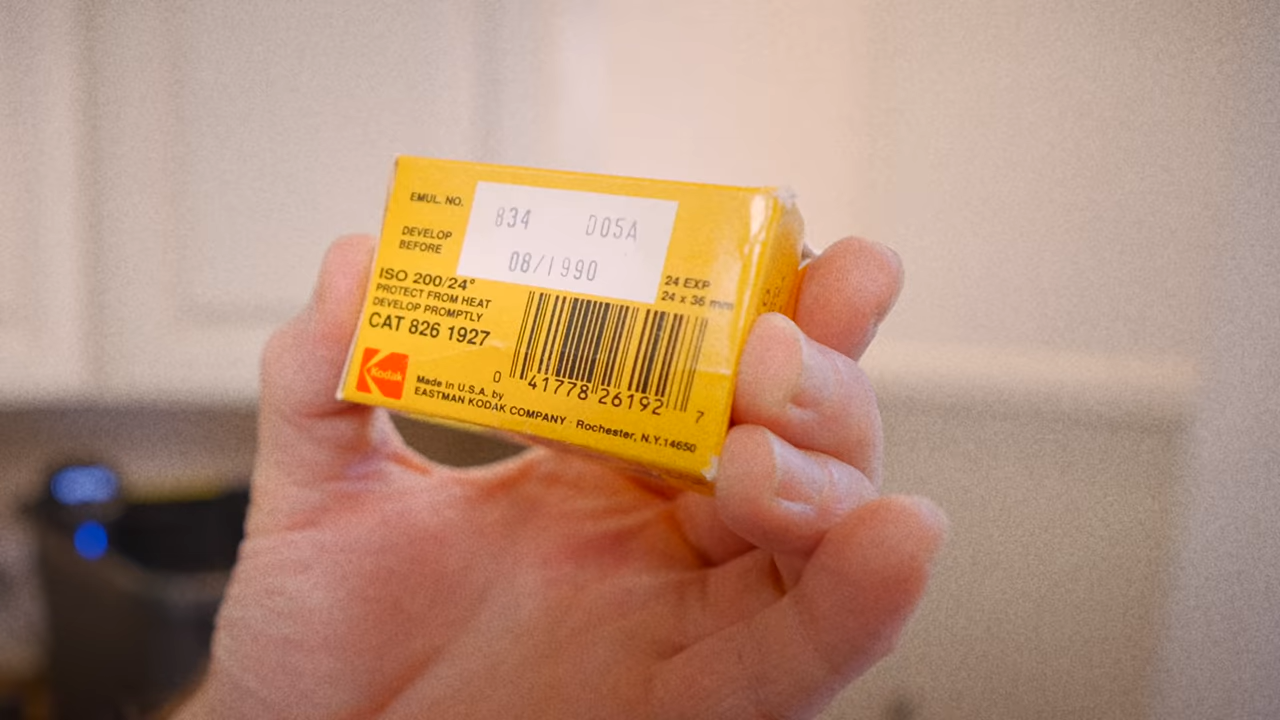 EMUL. NO. 834 D05A
DEVELOP
BEFORE
08/1990
ISO 200/24°
PROTECT FROM HEAT
DEVELOP PROMPTLY
CAT 826 1927
24 EXP
24 x 36 mm
0 41778 26192 7
Kodak
Made in U.S.A. by
EASTMAN KODAK COMPANY · Rochester, N.Y. 14650